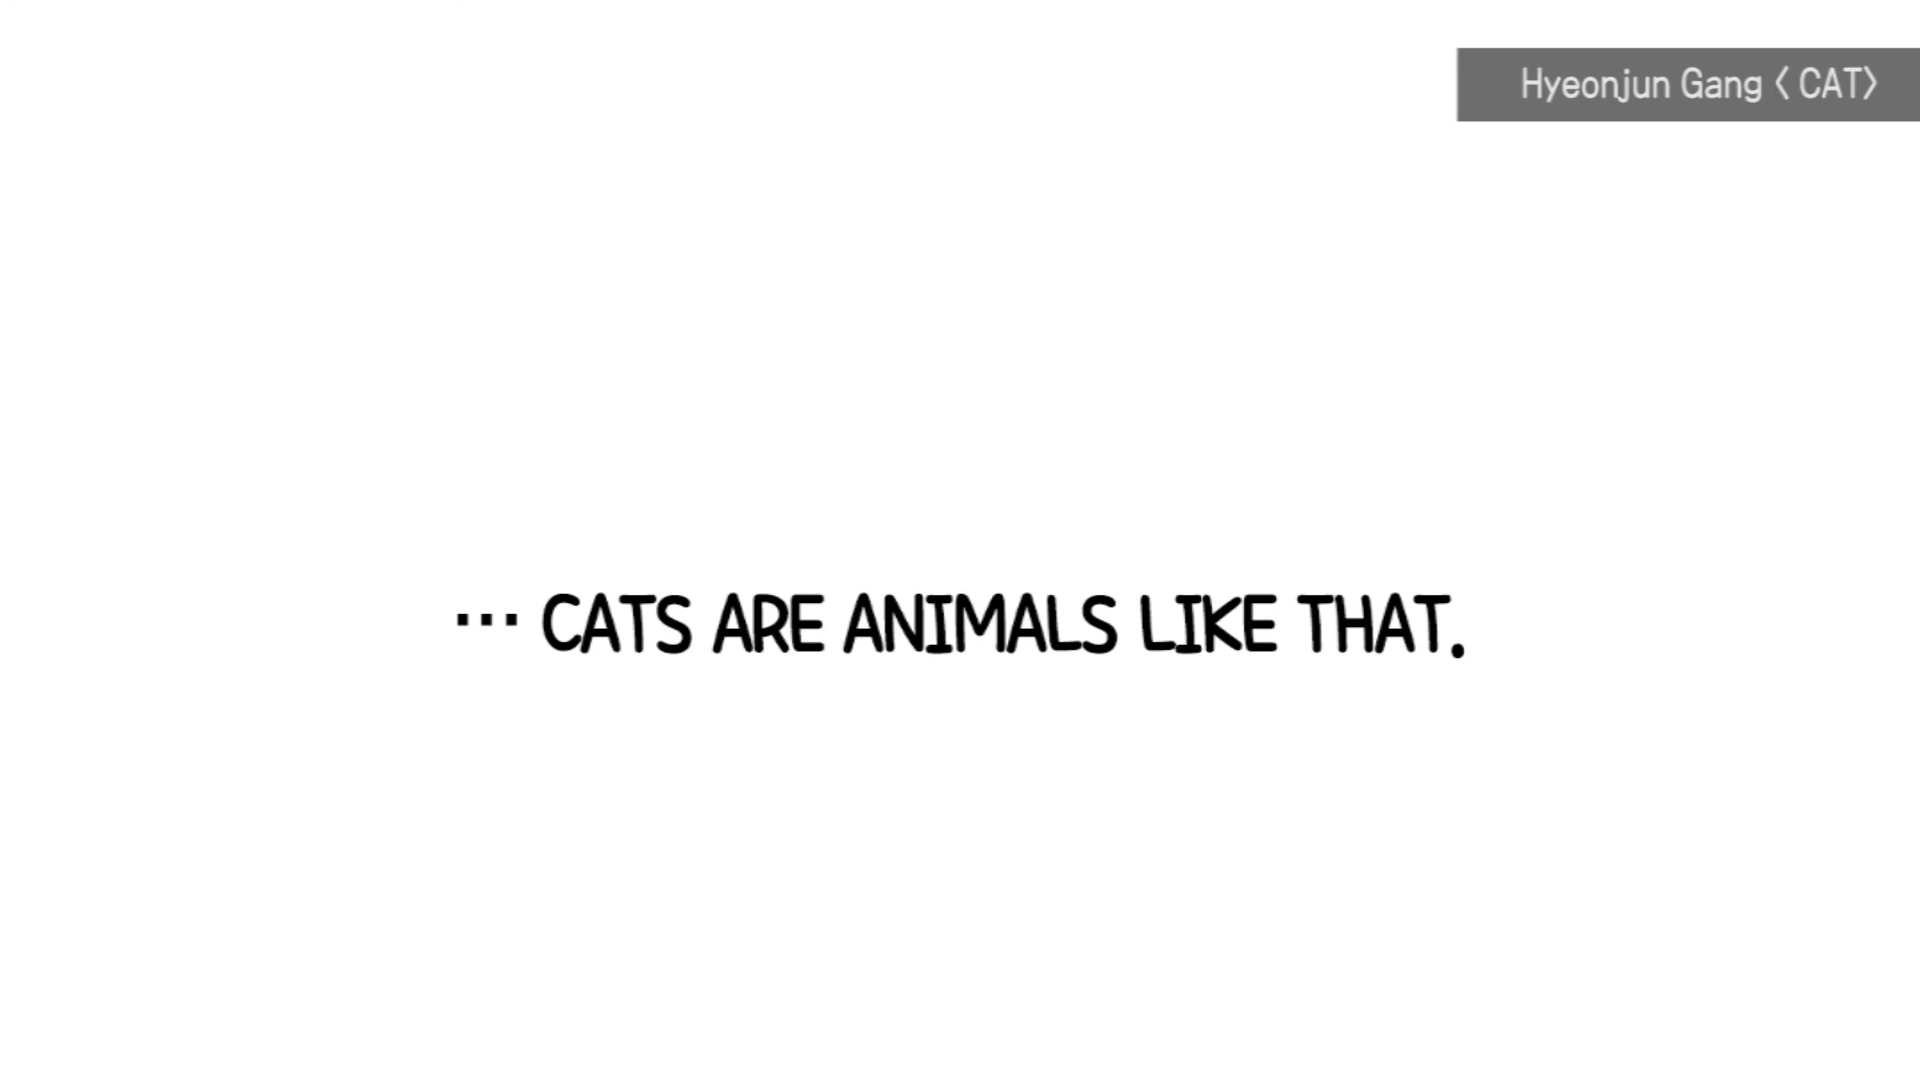 Hyeonjun Gang 〈 CAT〉
… CATS ARE ANIMALS LIKE THAT.